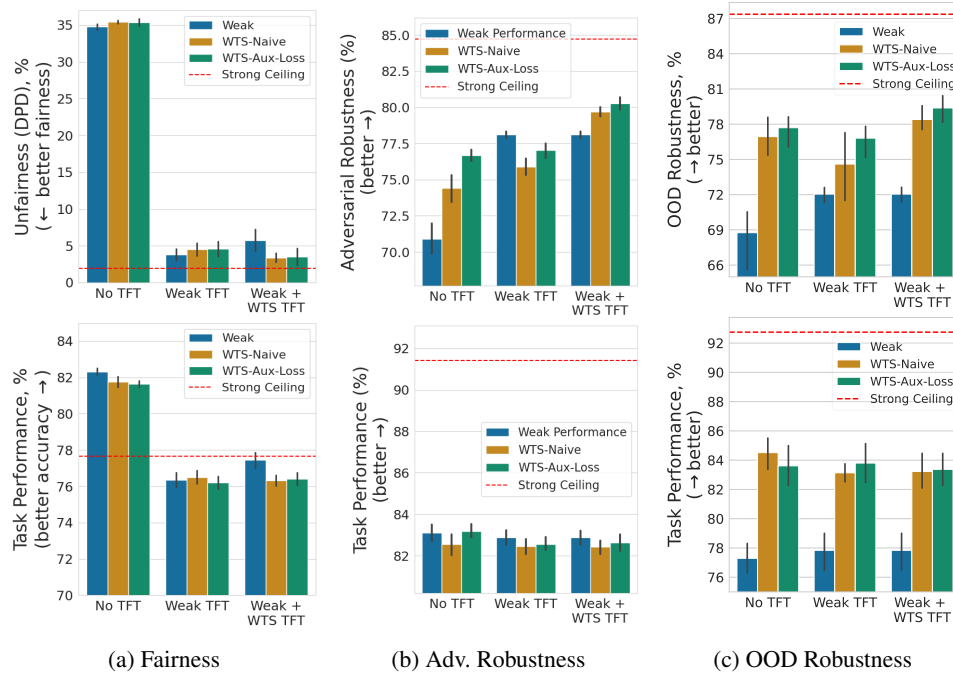 Unfairness (DPD), %
(← better fairness)
35
30
25
20
15
10
5
0
Weak
WTS-Naive
WTS-Aux-Loss
Strong Ceiling
No TFT
Weak TFT
Weak +
WTS TFT
Adversarial Robustness (%)
(better →)
85.0
82.5
80.0
77.5
75.0
72.5
70.0
Weak Performance
WTS-Naive
WTS-Aux-Loss
Strong Ceiling
No TFT
Weak TFT
Weak +
WTS TFT
OOD Robustness, %
(→ better)
87
84
81
78
75
72
69
66
Weak
WTS-Naive
WTS-Aux-Loss
Strong Ceiling
No TFT
Weak TFT
Weak +
WTS TFT
Task Performance, %
(better accuracy →)
84
82
80
78
76
74
72
70
Weak
WTS-Naive
WTS-Aux-Loss
Strong Ceiling
No TFT
Weak TFT
Weak +
WTS TFT
Task Performance (%)
(better →)
92
90
88
86
84
82
Weak Performance
WTS-Naive
WTS-Aux-Loss
Strong Ceiling
No TFT
Weak TFT
Weak +
WTS TFT
Task Performance, %
(→ better)
92
90
88
86
84
82
80
78
76
Weak
WTS-Naive
WTS-Aux-Loss
Strong Ceiling
No TFT
Weak TFT
Weak +
WTS TFT
(a) Fairness
(b) Adv. Robustness
(c) OOD Robustness